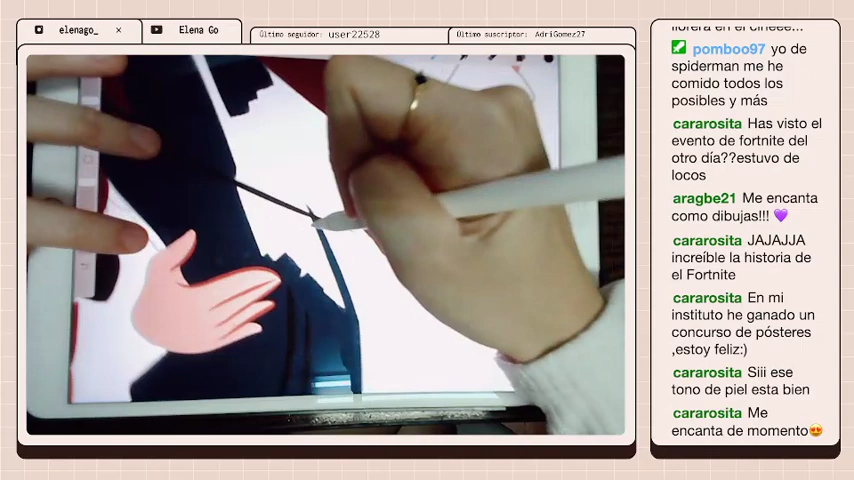 elenago_ ×
Elena Go
Último seguidor: user22528
Último suscriptor: AdriGomez27
pomboo97 yo de
spiderman me he
comido todos los
posibles y más
cararosita Has visto el
evento de fortnite del
otro día??estuvo de
locos
aragbe21 Me encanta
como dibujas!!! 💜
cararosita JAJAJJA
increíble la historia de
el Fortnite
cararosita En mi
instituto he ganado un
concurso de pósteres
,estoy feliz:)
cararosita Siii ese
tono de piel esta bien
cararosita Me
encanta de momento😍